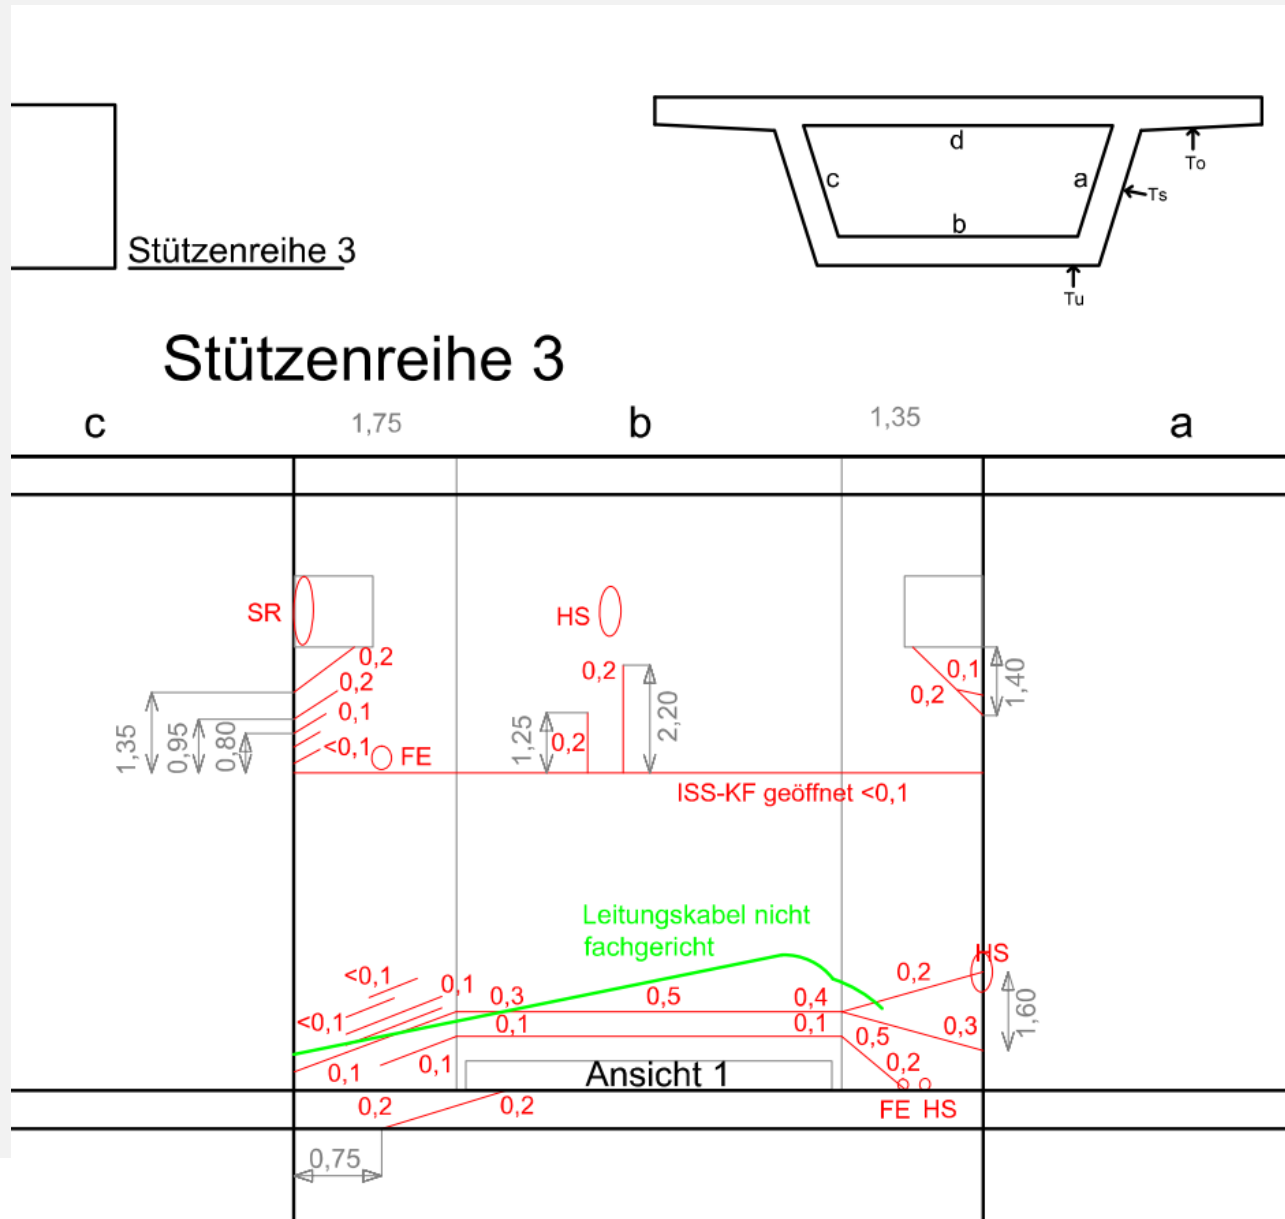 d
c
a
To
Ts
b
Tu
Stützenreihe 3
Stützenreihe 3
c
1,75
b
1,35
a
SR
HS
0,2
0,2
0,1
<0,1
FE
1,35
0,95
0,80
0,2
0,2
1,25
2,20
0,1
0,2
1,40
ISS-KF geöffnet <0,1
Leitungskabel nicht
fachgericht
<0,1
0,1
<0,1
0,3
0,5
0,4
0,2
HS
0,1
0,1
0,3
1,60
0,5
0,1
0,1
0,2
Ansicht 1
FE HS
0,2
0,2
0,75